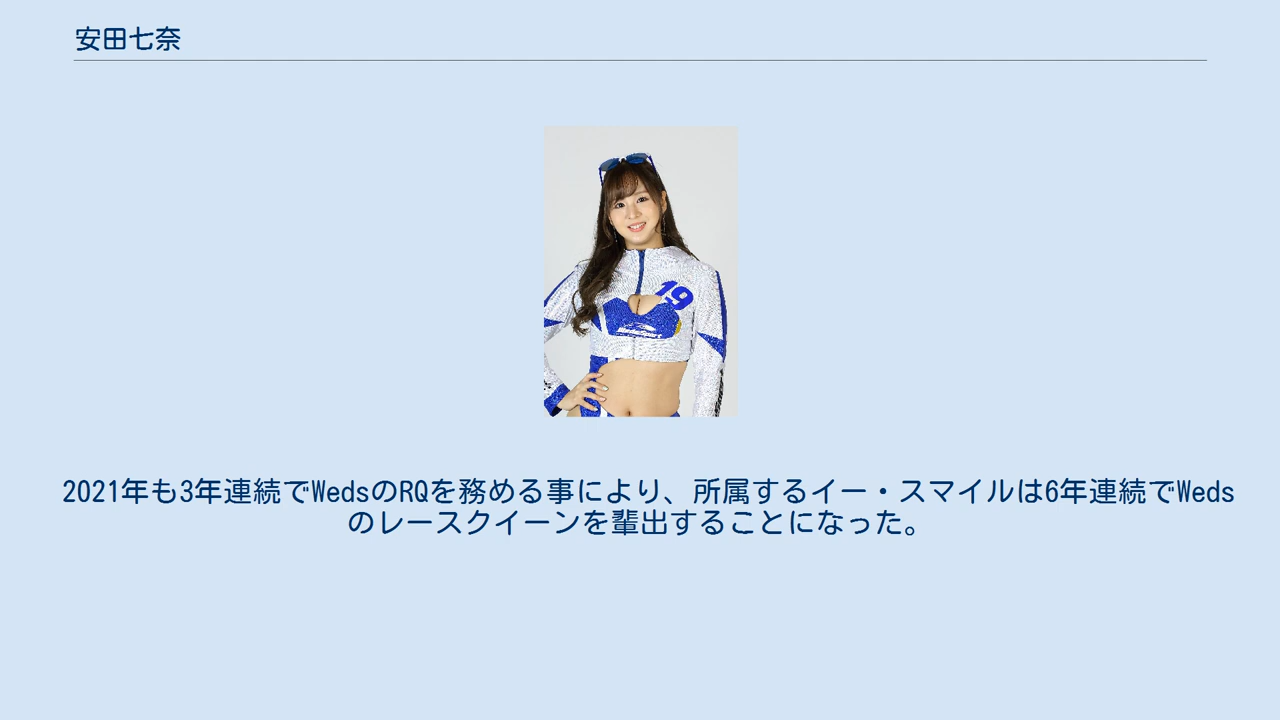 安田七奈
19
2021年も3年連続でWedsのRQを務める事により、所属するイー・スマイルは6年連続でWeds
のレースクイーンを輩出することになった。